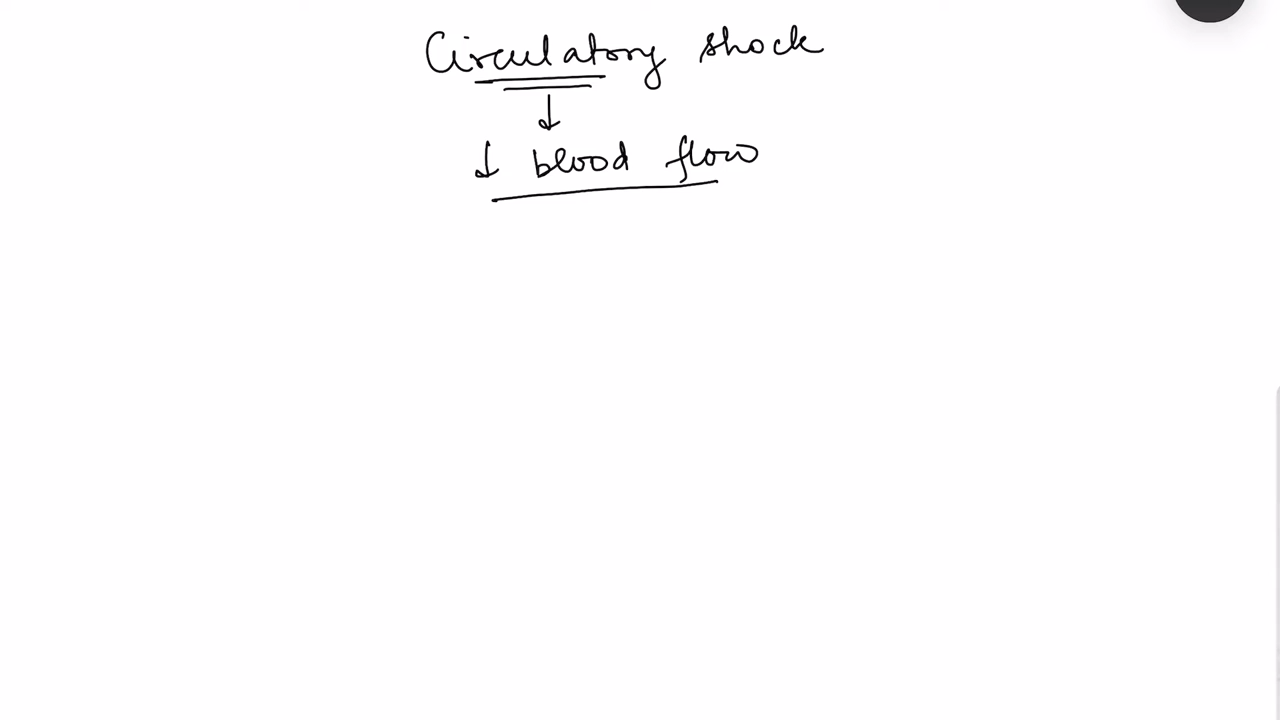 Circulatory shock
↓
↓ blood flow